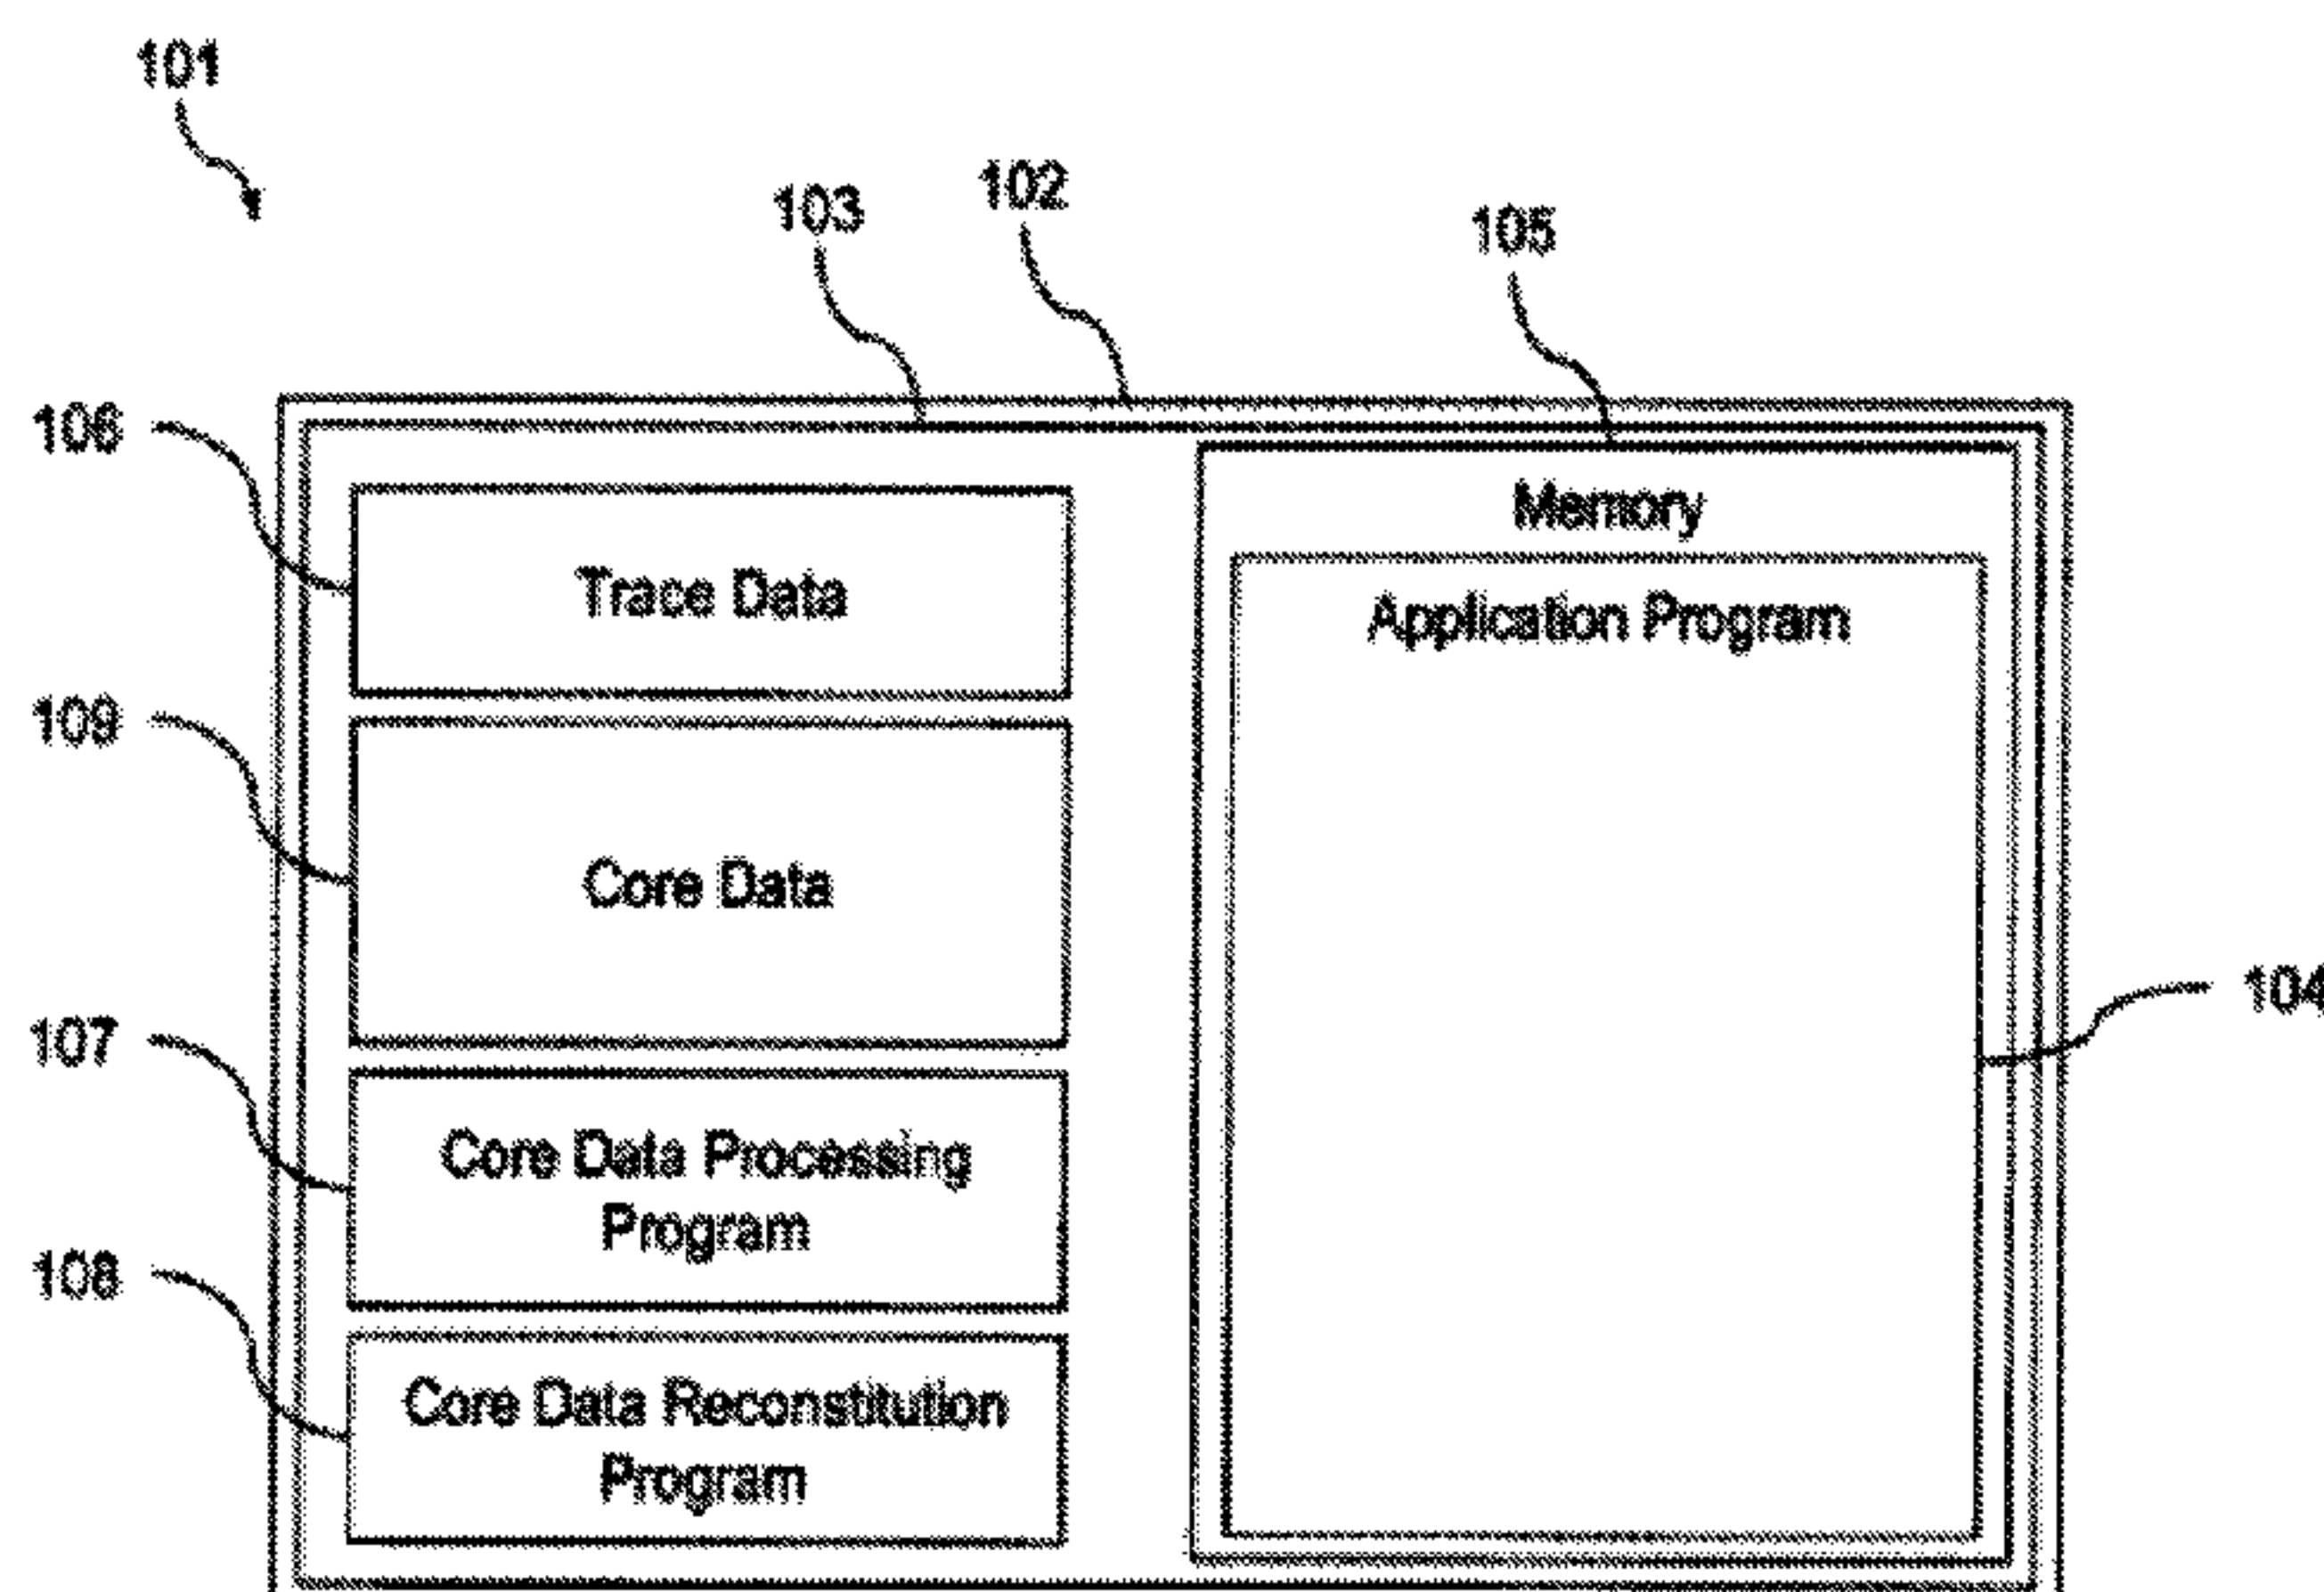 101
103
102
105
106
Memory
Trace Data
Application Program
109
Core Data
104
107
Core Data Processing
Program
108
Core Data Reconstitution
Program